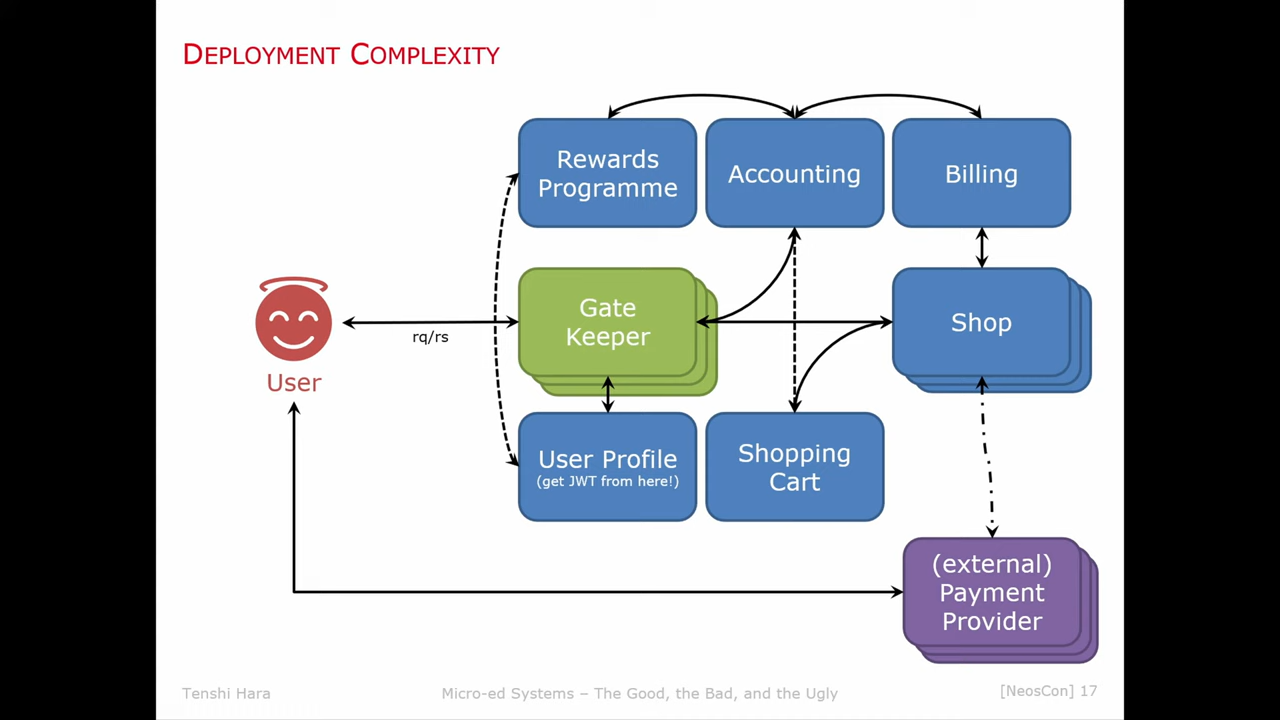 DEPLOYMENT COMPLEXITY
Rewards
Programme
Accounting
Billing
Gate
Keeper
Shop
rq/rs
User
User Profile
(get JWT from here!)
Shopping
Cart
(external)
Payment
Provider
Tenshi Hara
Micro-ed Systems – The Good, the Bad, and the Ugly
[NeosCon] 17